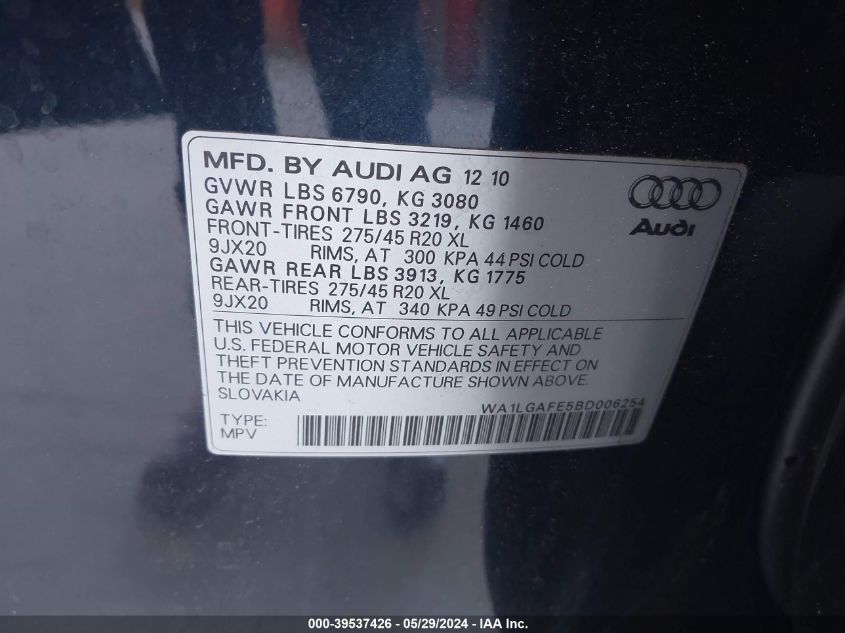 MFD. BY AUDI AG 12 10
GVWR LBS 6790, KG 3080
GAWR FRONT LBS 3219, KG 1460
FRONT-TIRES 275/45 R20 XL
9JX20 RIMS, AT 300 KPA 44 PSI COLD
GAWR REAR LBS 3913, KG 1775
REAR-TIRES 275/45 R20 XL
9JX20 RIMS, AT 340 KPA 49 PSI COLD
Audi
THIS VEHICLE CONFORMS TO ALL APPLICABLE
U.S. FEDERAL MOTOR VEHICLE SAFETY AND
THEFT PREVENTION STANDARDS IN EFFECT ON
THE DATE OF MANUFACTURE SHOWN ABOVE.
SLOVAKIA
WA1LGAFE5BD006254
TYPE:
MPV
000-39537426 - 05/29/2024 - IAA Inc.